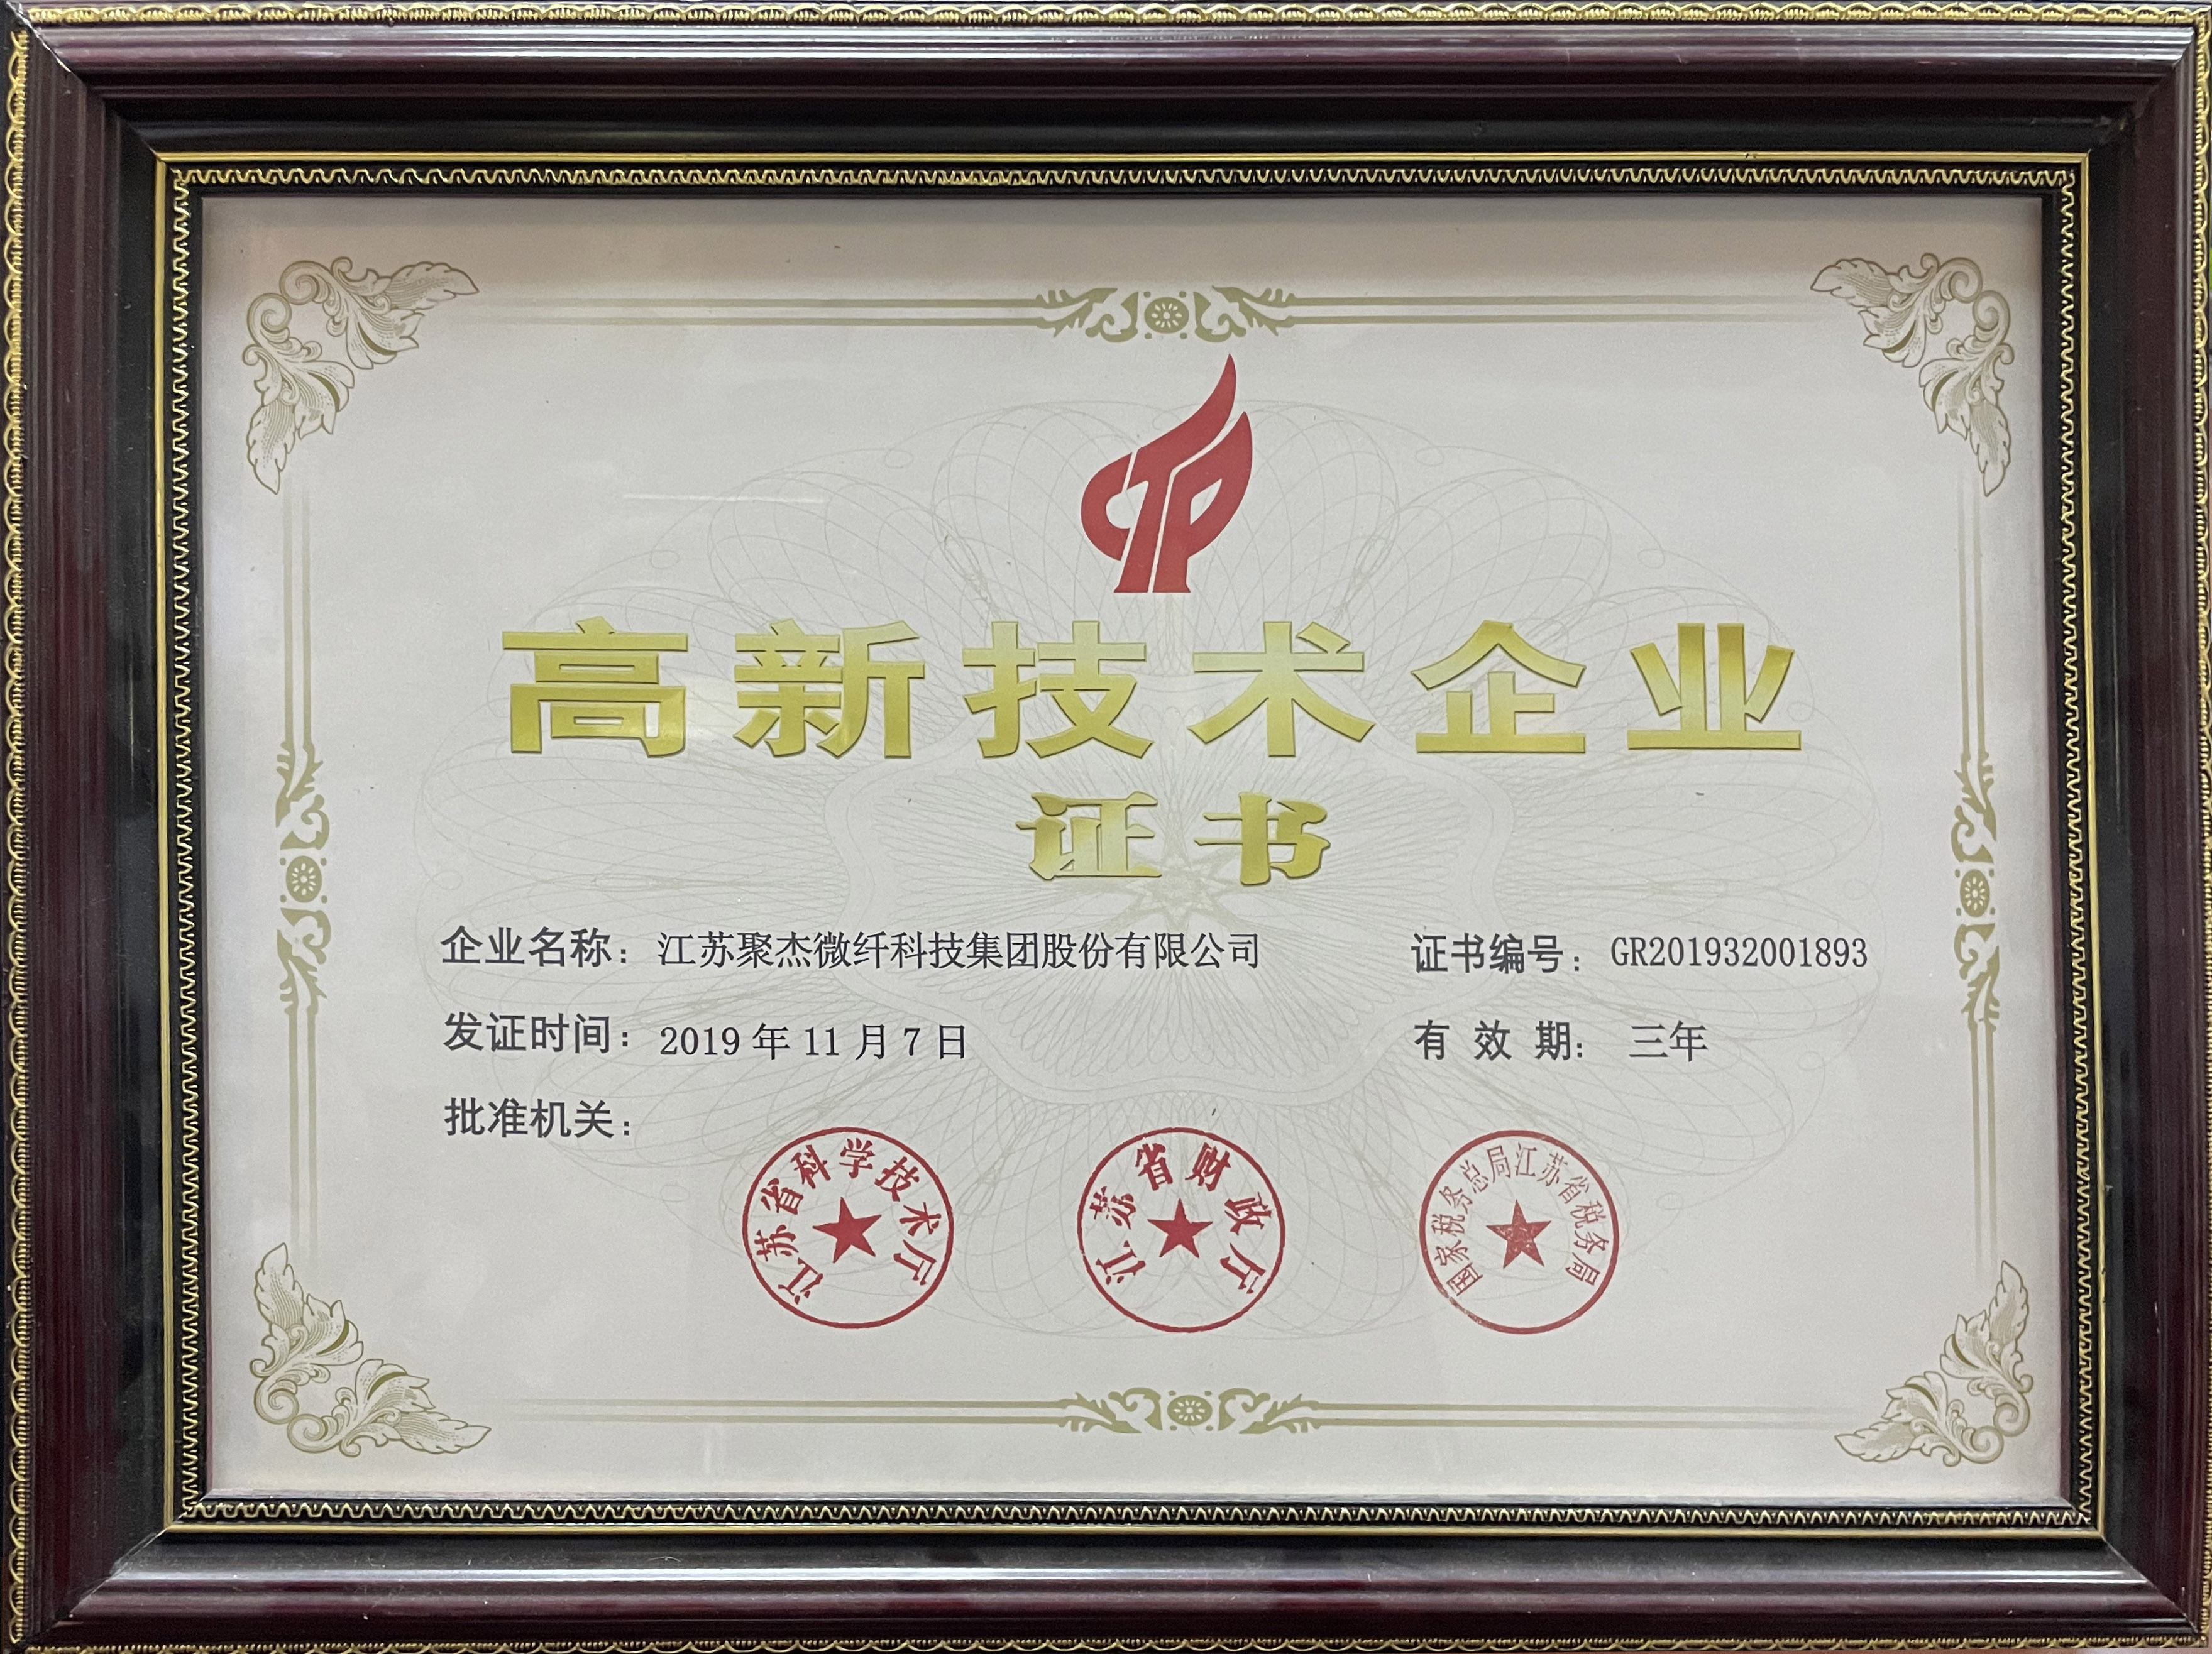 高新技术企业
证书
企业名称：江苏聚杰微纤科技集团股份有限公司
证书编号：GR201932001893
发证时间：2019年11月7日
有效期：三年
批准机关：
江苏省科学技术厅
江苏省财政厅
国家税务总局江苏省税务局